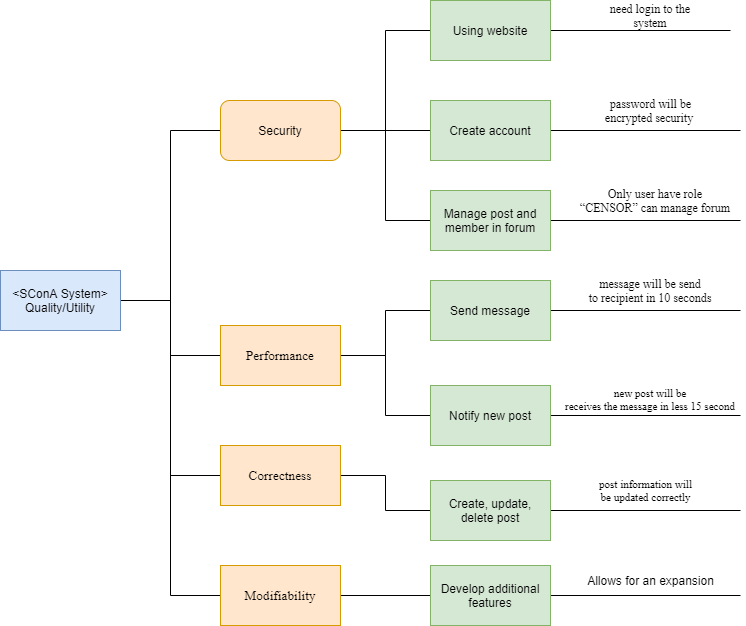 need login to the
system
Using website
password will be
encrypted security
Security
Create account
Only user have role
“CENSOR” can manage forum
Manage post and
member in forum
<SConA System>
Quality/Utility
message will be send
to recipient in 10 seconds
Send message
Performance
new post will be
receives the message in less 15 second
Notify new post
Correctness
post information will
be updated correctly
Create, update,
delete post
Modifiability
Develop additional
features
Allows for an expansion